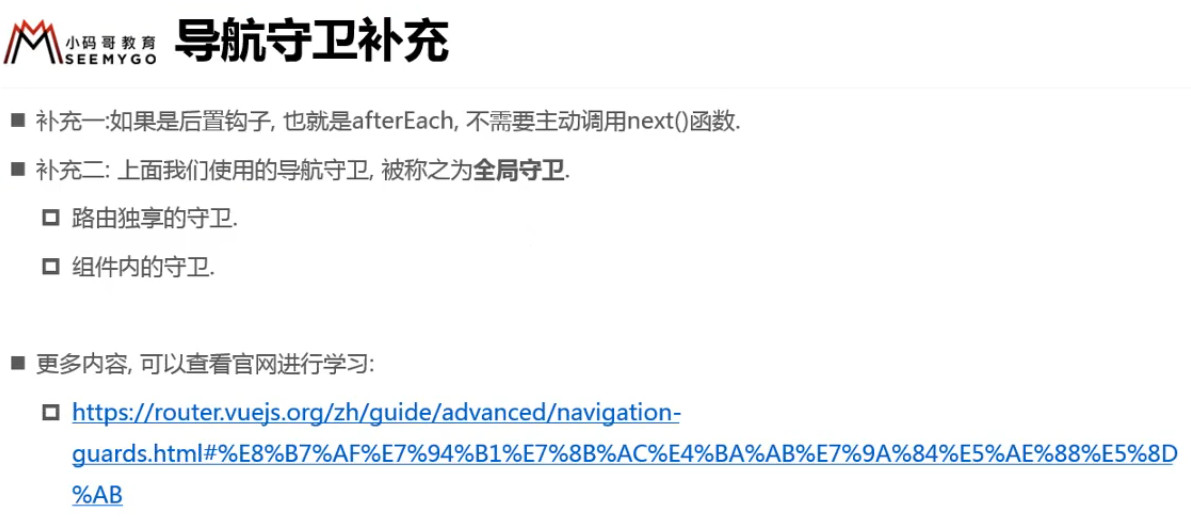 小码哥教育
SEEMYGO
导航守卫补充
补充一:如果是后置钩子, 也就是afterEach, 不需要主动调用next()函数.
补充二: 上面我们使用的导航守卫, 被称之为全局守卫.
路由独享的守卫.
组件内的守卫.
更多内容, 可以查看官网进行学习:
https://router.vuejs.org/zh/guide/advanced/navigation-
guards.html#%E8%B7%AF%E7%94%B1%E7%8B%AC%E4%BA%AB%E7%9A%84%E5%AE%88%E5%8D
%AB